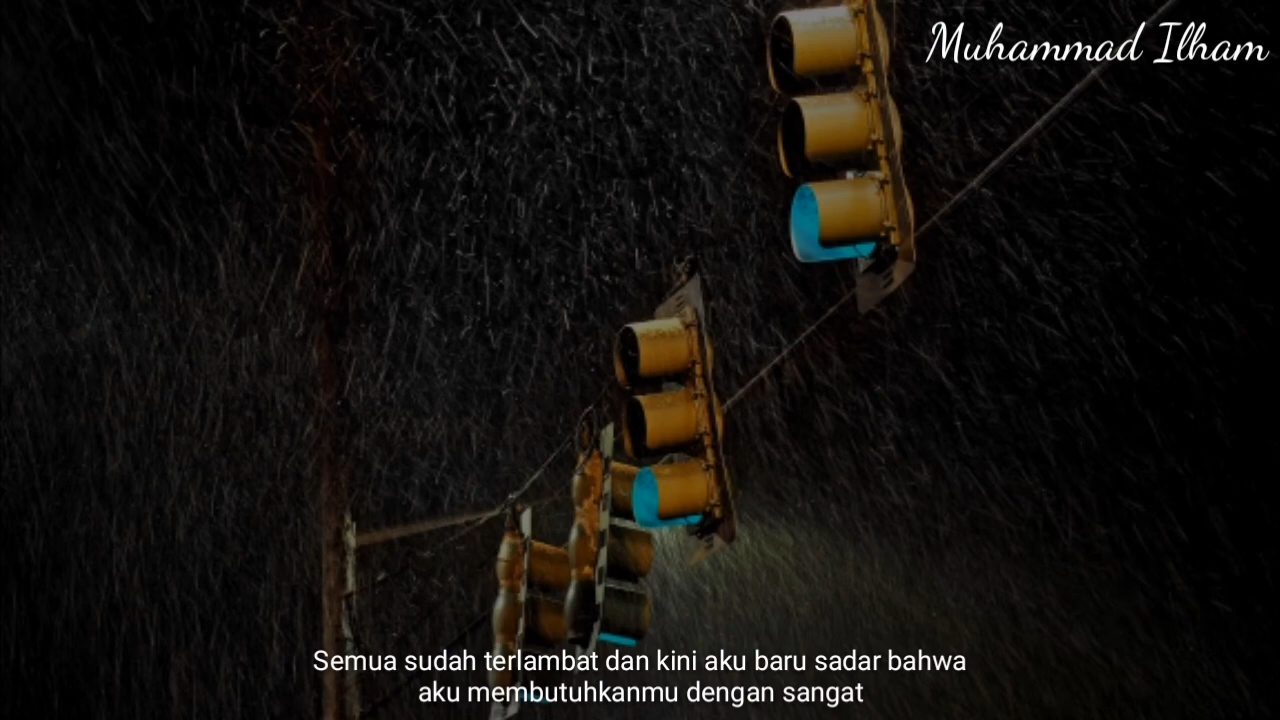 Muhammad Ilham
Semua sudah terlambat dan kini aku baru sadar bahwa
aku membutuhkanmu dengan sangat